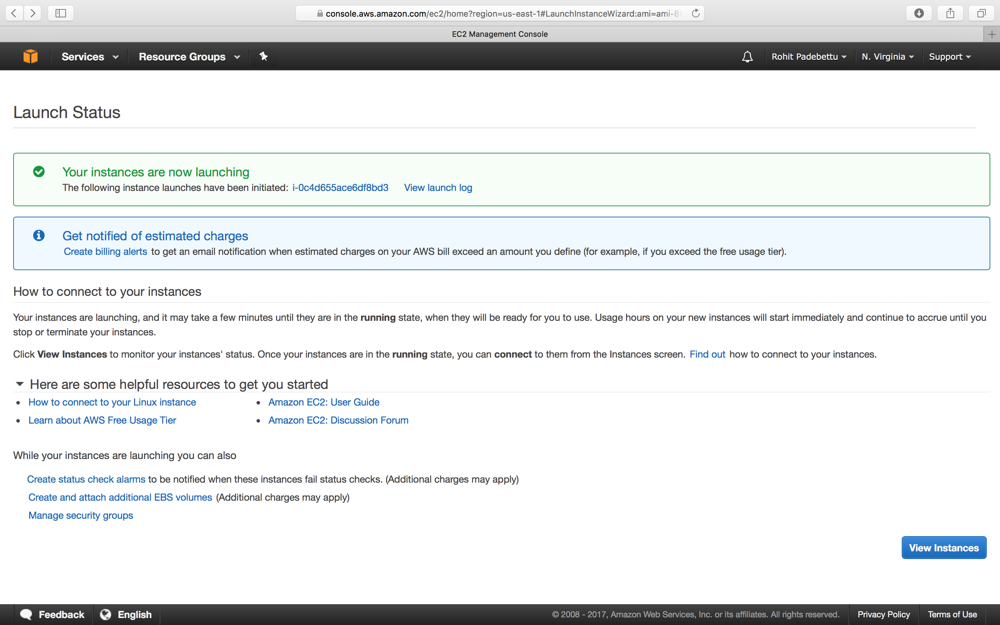 console.aws.amazon.com/ec2/home?region=us-east-1#LaunchInstanceWizard:ami=ami-8
EC2 Management Console
Services Resource Groups Rohit Padebettu N. Virginia Support
Launch Status
Your instances are now launching
The following instance launches have been initiated: i-0c4d655ace6df8bd3 View launch log
Get notified of estimated charges
Create billing alerts to get an email notification when estimated charges on your AWS bill exceed an amount you define (for example, if you exceed the free usage tier).
How to connect to your instances
Your instances are launching, and it may take a few minutes until they are in the running state, when they will be ready for you to use. Usage hours on your new instances will start immediately and continue to accrue until you
stop or terminate your instances.
Click View Instances to monitor your instances' status. Once your instances are in the running state, you can connect to them from the Instances screen. Find out how to connect to your instances.
Here are some helpful resources to get you started
How to connect to your Linux instance
Amazon EC2: User Guide
Learn about AWS Free Usage Tier
Amazon EC2: Discussion Forum
While your instances are launching you can also
Create status check alarms to be notified when these instances fail status checks. (Additional charges may apply)
Create and attach additional EBS volumes (Additional charges may apply)
Manage security groups
View Instances
Feedback English © 2008 - 2017, Amazon Web Services, Inc. or its affiliates. All rights reserved. Privacy Policy Terms of Use